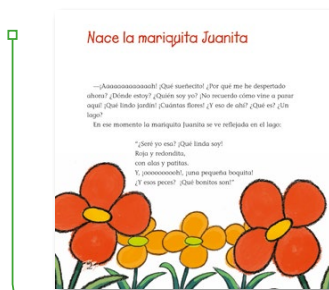 Nace la mariquita Juanita
—¡Aaaaaaaaaaaaah! ¡Qué sueñecito! ¿Por qué me he despertado
ahora? ¿Dónde estoy? ¿Quién soy yo? ¡No recuerdo cómo vine a parar
aquí! ¡Qué lindo jardín! ¡Cuántas flores! ¿Y eso de ahí? ¿Qué es? ¿Un
lago?
En ese momento la mariquita Juanita se ve reflejada en el lago:
"¿Seré yo esa? ¡Qué linda soy!
Roja y redondita,
con alas y patitas.
Y, ¡oooooooooh!, ¡una pequeña boquita!
¿Y esos peces? ¡Qué bonitos son!"